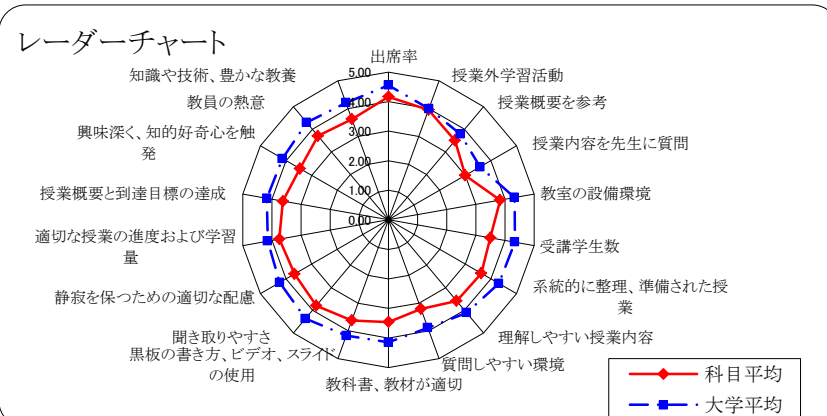 レーダーチャート
出席率
授業外学習活動
授業概要を参考
授業内容を先生に質問
教室の設備環境
受講学生数
系統的に整理、準備された授
業
理解しやすい授業内容
質問しやすい環境
教科書、教材が適切
黒板の書き方、ビデオ、スライド
の使用
聞き取りやすさ
静寂を保つための適切な配慮
適切な授業の進度および学習
量
授業概要と到達目標の達成
興味深く、知的好奇心を触
発
教員の熱意
知識や技術、豊かな教養
5.00
4.00
3.00
2.00
1.00
0.00
科目平均
大学平均